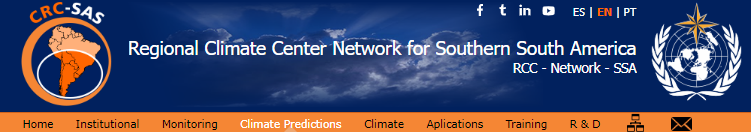 CRC-SAS
ES | EN | PT
Regional Climate Center Network for Southern South America
RCC - Network - SSA
Home Institutional Monitoring Climate Predictions Climate Aplications Training R & D